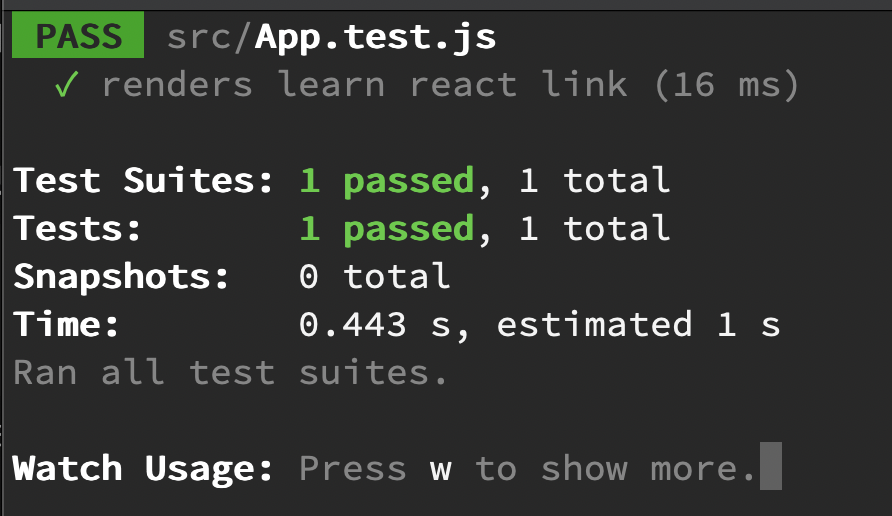 PASS src/App.test.js
✓ renders learn react link (16 ms)
Test Suites: 1 passed, 1 total
Tests: 1 passed, 1 total
Snapshots: 0 total
Time: 0.443 s, estimated 1 s
Ran all test suites.
Watch Usage: Press w to show more.